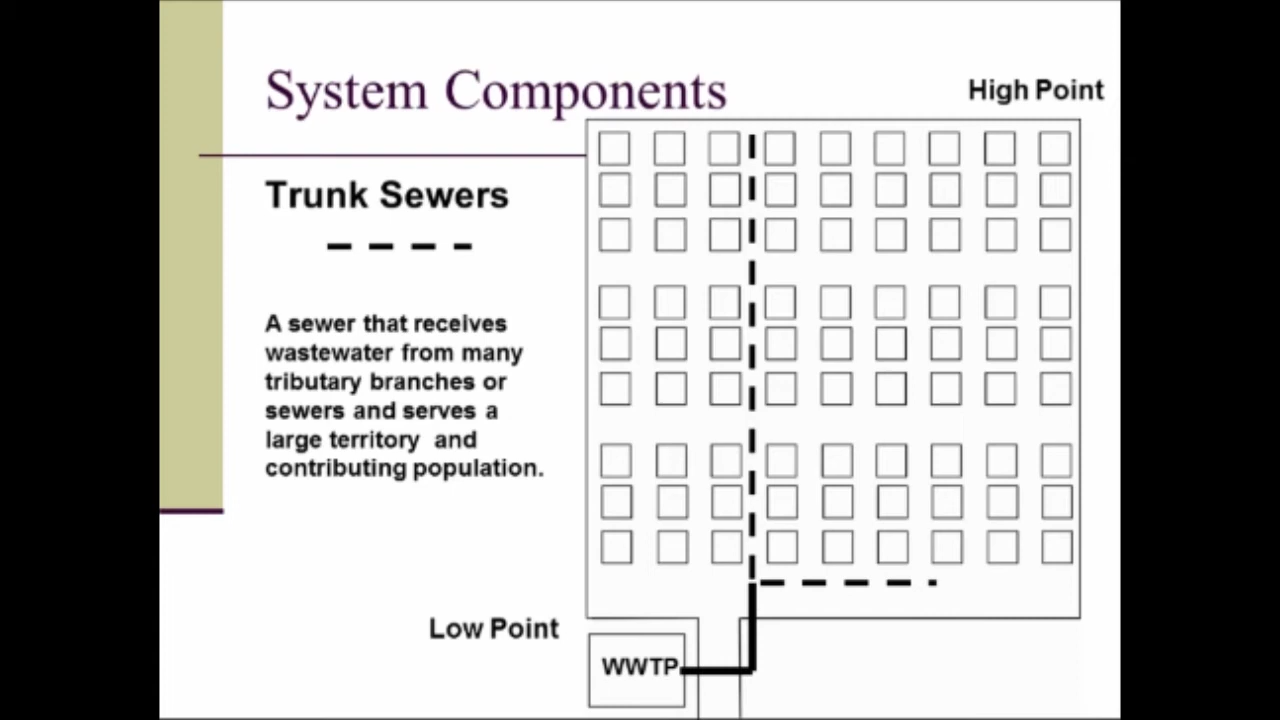 System Components
High Point
Trunk Sewers
A sewer that receives
wastewater from many
tributary branches or
sewers and serves a
large territory and
contributing population.
Low Point
WWTP